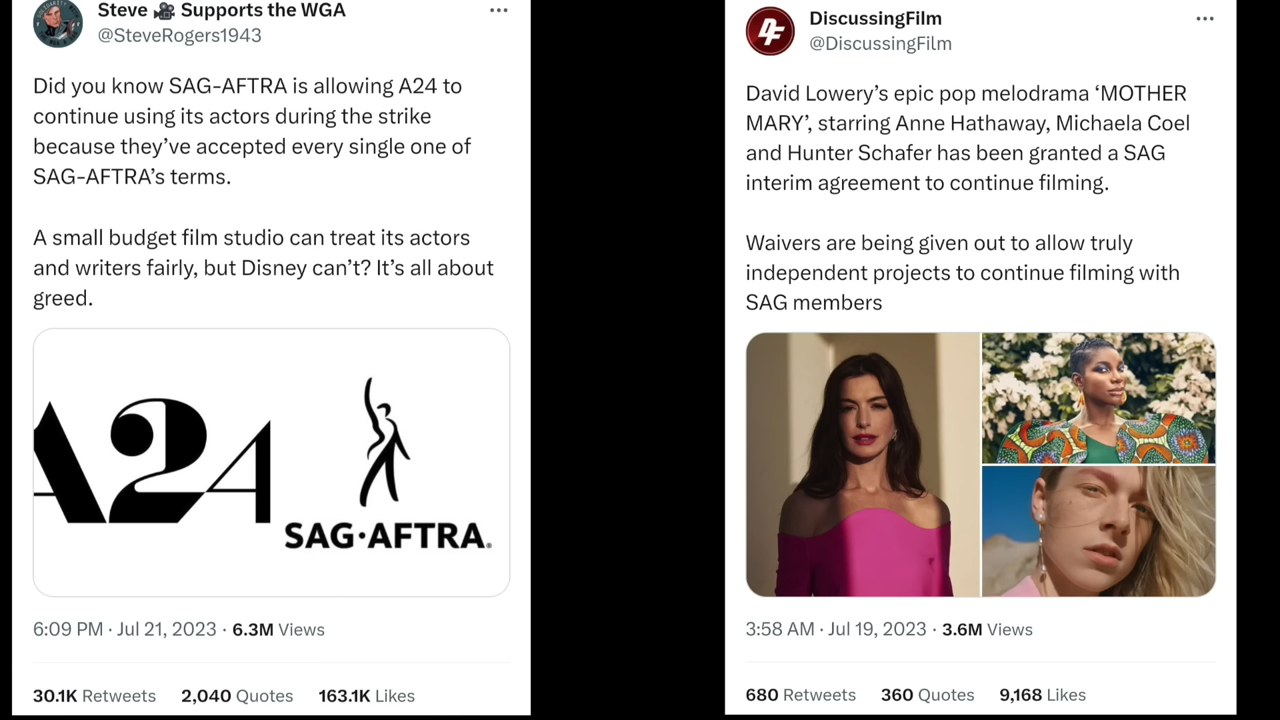 Steve 🎥 Supports the WGA
@SteveRogers1943
Did you know SAG-AFTRA is allowing A24 to
continue using its actors during the strike
because they’ve accepted every single one of
SAG-AFTRA’s terms.
A small budget film studio can treat its actors
and writers fairly, but Disney can’t? It’s all about
greed.
A24
SAG·AFTRA®
6:09 PM · Jul 21, 2023 · 6.3M Views
30.1K Retweets 2,040 Quotes 163.1K Likes
DF
DiscussingFilm
@DiscussingFilm
David Lowery’s epic pop melodrama ‘MOTHER
MARY’, starring Anne Hathaway, Michaela Coel
and Hunter Schafer has been granted a SAG
interim agreement to continue filming.
Waivers are being given out to allow truly
independent projects to continue filming with
SAG members
3:58 AM · Jul 19, 2023 · 3.6M Views
680 Retweets 360 Quotes 9,168 Likes